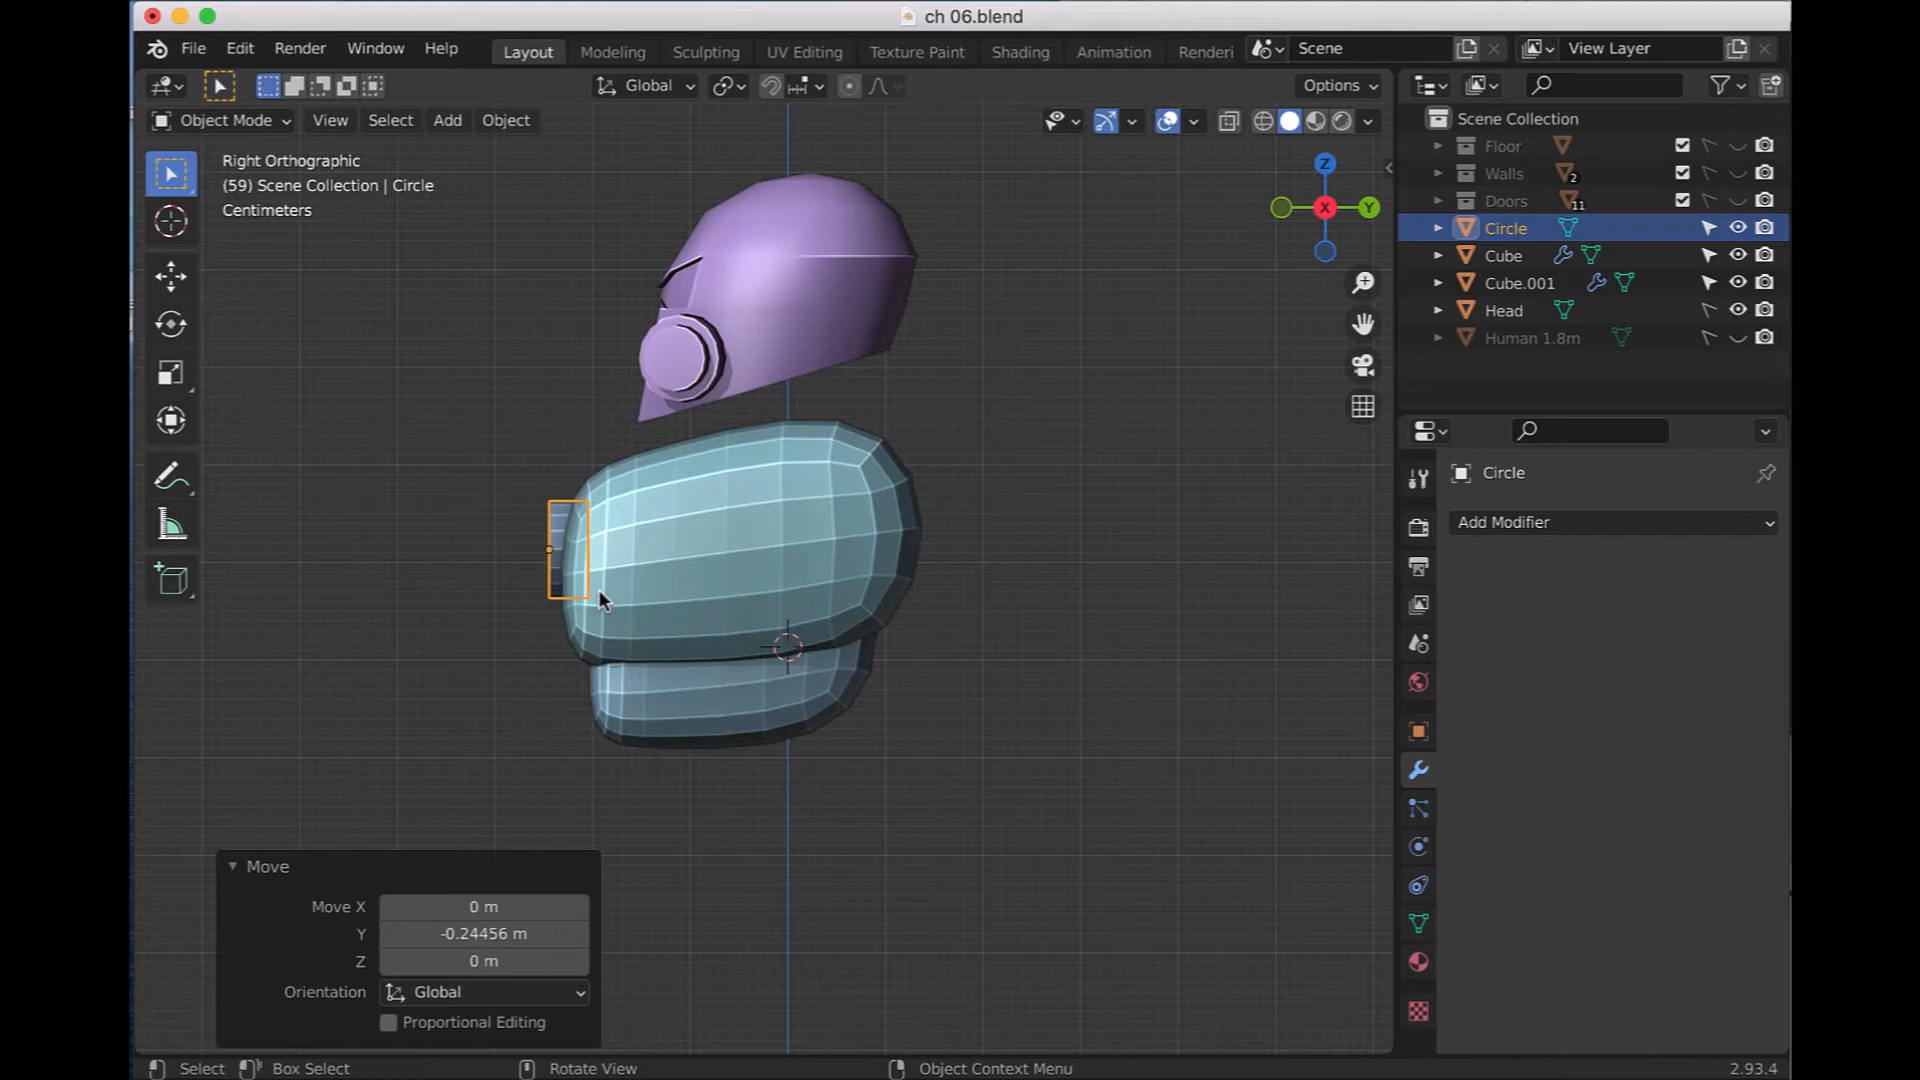 ch 06.blend
File Edit Render Window Help Layout Modeling Sculpting UV Editing Texture Paint Shading Animation Renderi Scene View Layer
Global Options
Object Mode View Select Add Object
Right Orthographic
(59) Scene Collection | Circle
Centimeters
Z
X
Y
Scene Collection
Floor
Walls 2
Doors 11
Circle
Cube
Cube.001
Head
Human 1.8m
Circle
Add Modifier
Move
Move X 0 m
Y -0.24456 m
Z 0 m
Orientation Global
Proportional Editing
Select Box Select Rotate View Object Context Menu 2.93.4